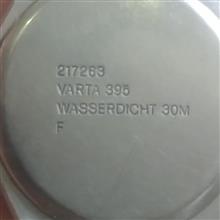 217263
VARTA 395
WASSERDICHT 30M
F